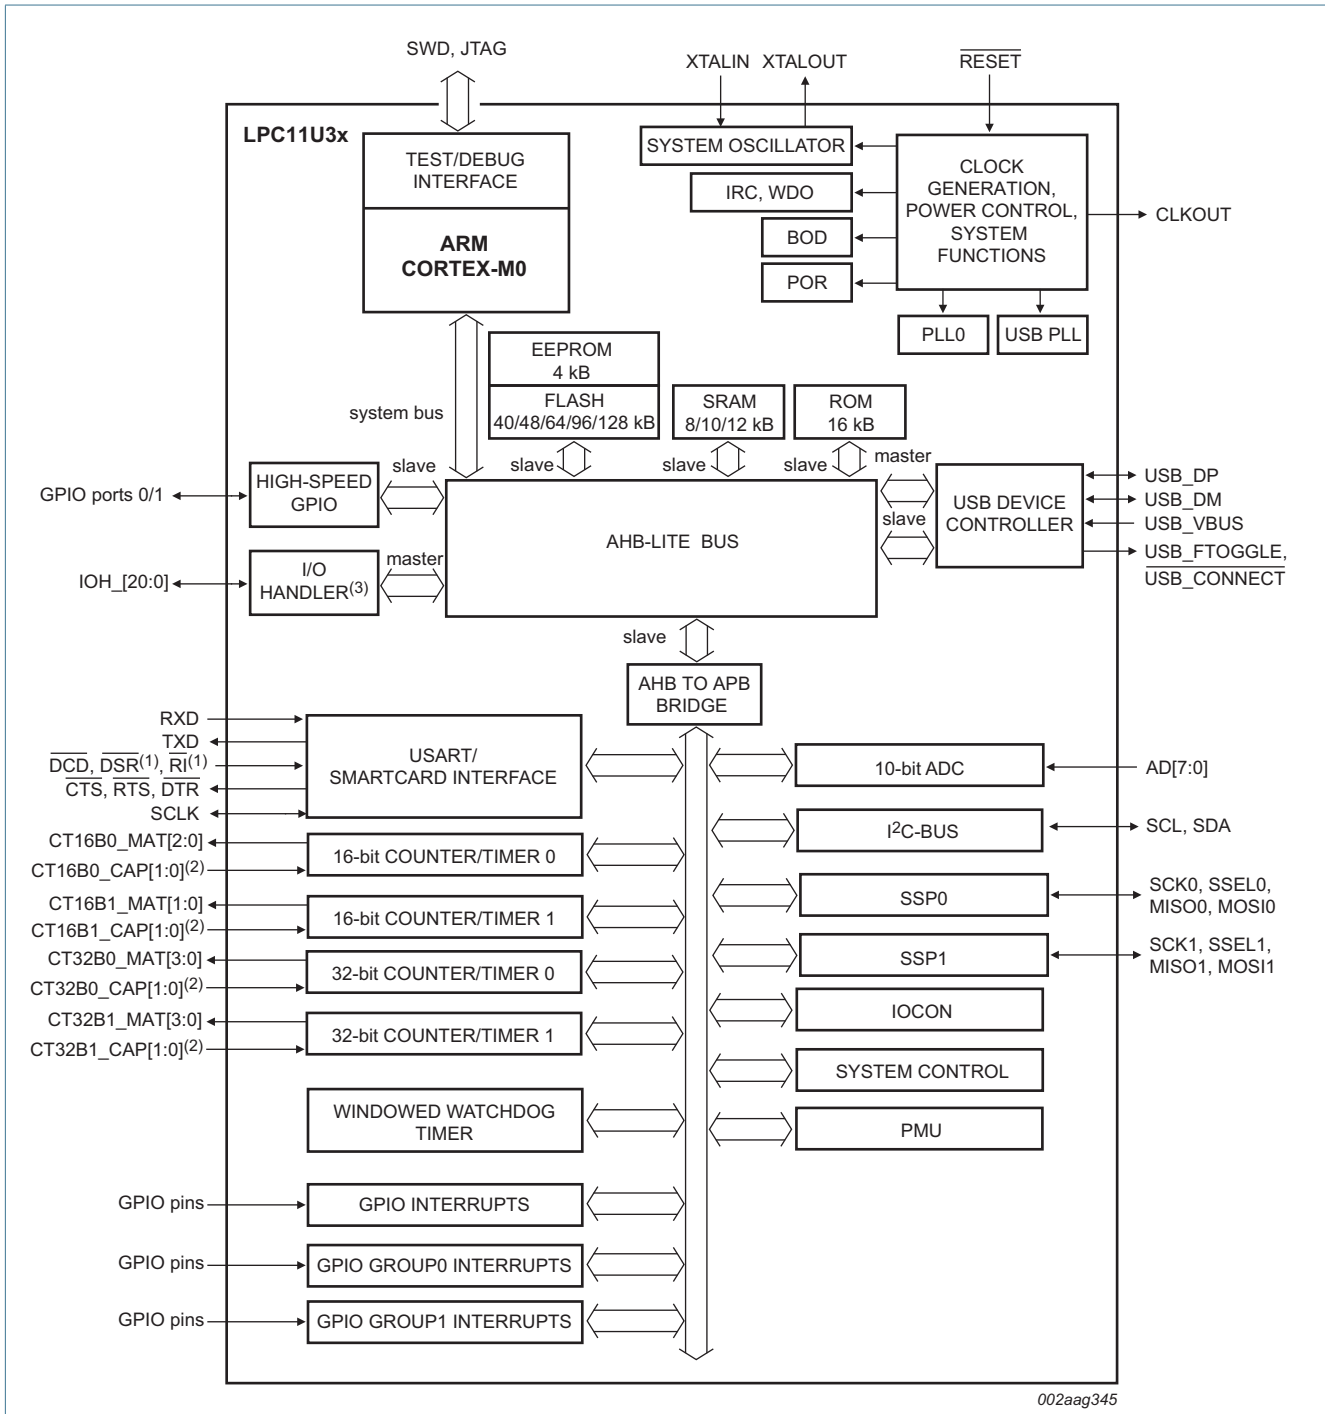 SWD, JTAG
XTALIN XTALOUT
RESET
LPC11U3x
TEST/DEBUG
INTERFACE
ARM
CORTEX-M0
SYSTEM OSCILLATOR
IRC, WDO
BOD
POR
CLOCK
GENERATION,
POWER CONTROL,
SYSTEM
FUNCTIONS
CLKOUT
PLL0
USB PLL
system bus
EEPROM
4 kB
FLASH
40/48/64/96/128 kB
SRAM
8/10/12 kB
ROM
16 kB
slave
slave
slave
slave
master
GPIO ports 0/1
HIGH-SPEED
GPIO
AHB-LITE BUS
slave
USB DEVICE
CONTROLLER
USB_DP
USB_DM
USB_VBUS
USB_FTOGGLE,
USB_CONNECT
IOH_[20:0]
I/O
HANDLER(3)
master
slave
AHB TO APB
BRIDGE
RXD
TXD
DCD, DSR(1), RI(1)
CTS, RTS, DTR
SCLK
USART/
SMARTCARD INTERFACE
10-bit ADC
AD[7:0]
CT16B0_MAT[2:0]
CT16B0_CAP[1:0](2)
16-bit COUNTER/TIMER 0
I2C-BUS
SCL, SDA
CT16B1_MAT[1:0]
CT16B1_CAP[1:0](2)
16-bit COUNTER/TIMER 1
SSP0
SCK0, SSEL0,
MISO0, MOSI0
CT32B0_MAT[3:0]
CT32B0_CAP[1:0](2)
32-bit COUNTER/TIMER 0
SSP1
SCK1, SSEL1,
MISO1, MOSI1
CT32B1_MAT[3:0]
CT32B1_CAP[1:0](2)
32-bit COUNTER/TIMER 1
IOCON
SYSTEM CONTROL
WINDOWED WATCHDOG
TIMER
PMU
GPIO pins
GPIO INTERRUPTS
GPIO pins
GPIO GROUP0 INTERRUPTS
GPIO pins
GPIO GROUP1 INTERRUPTS
002aag345